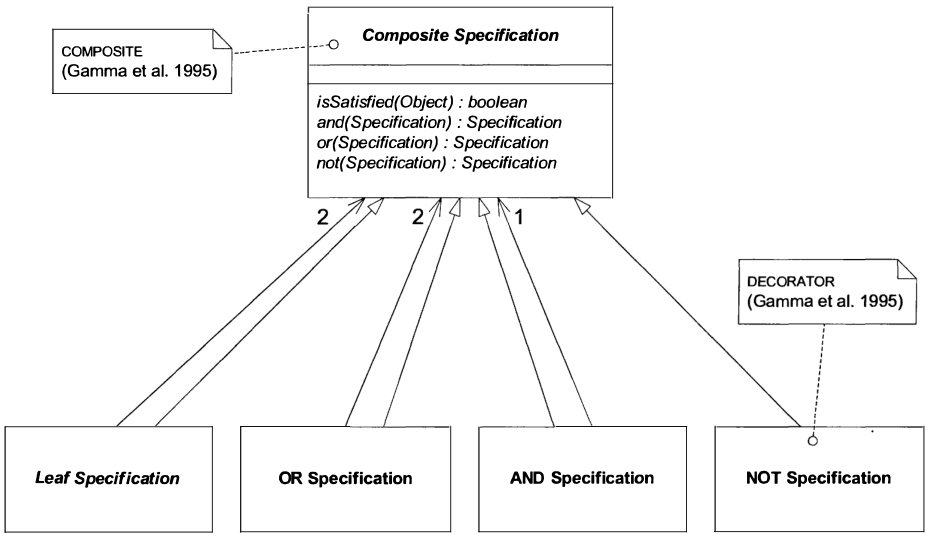 Composite Specification
COMPOSITE
(Gamma et al. 1995)
isSatisfied(Object) : boolean
and(Specification) : Specification
or(Specification) : Specification
not(Specification) : Specification
2
2
1
DECORATOR
(Gamma et al. 1995)
Leaf Specification
OR Specification
AND Specification
NOT Specification